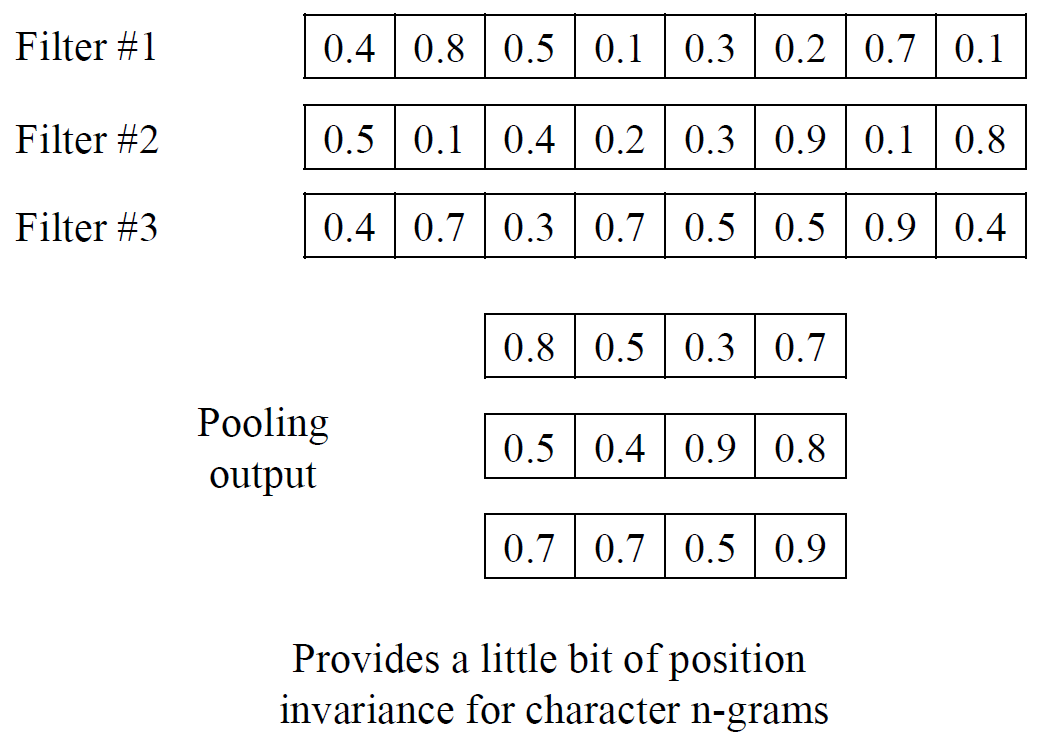 Filter #1 0.4 0.8 0.5 0.1 0.3 0.2 0.7 0.1
Filter #2 0.5 0.1 0.4 0.2 0.3 0.9 0.1 0.8
Filter #3 0.4 0.7 0.3 0.7 0.5 0.5 0.9 0.4
0.8 0.5 0.3 0.7
Pooling
output
0.5 0.4 0.9 0.8
0.7 0.7 0.5 0.9
Provides a little bit of position
invariance for character n-grams